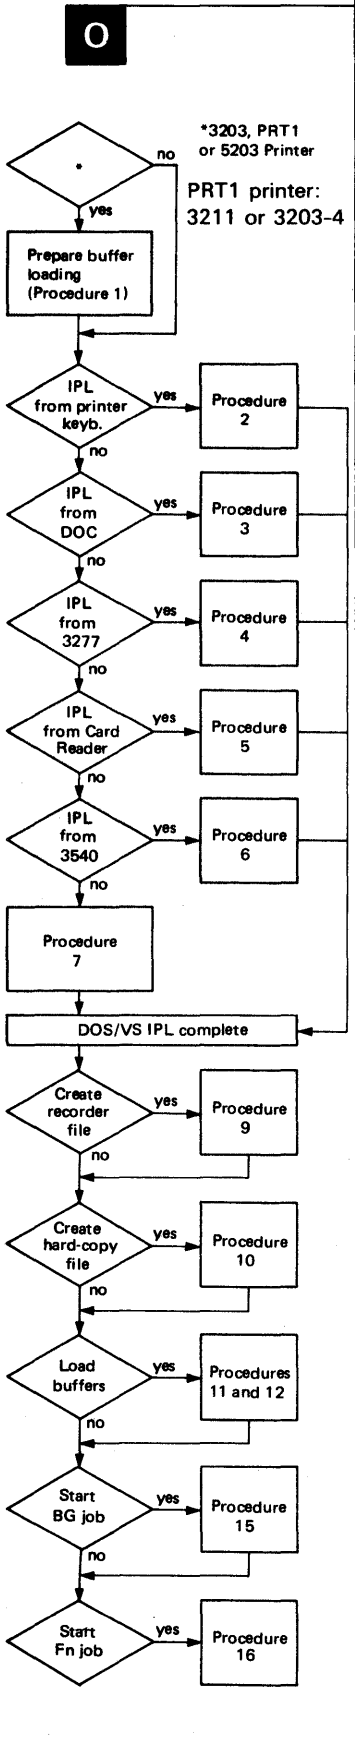 O
*3203, PRT1
or 5203 Printer
*
no
PRT1 printer:
3211 or 3203-4
yes
Prepare buffer
loading
(Procedure 1)
IPL
from printer
keyb.
yes
Procedure
2
no
IPL
from
DOC
yes
Procedure
3
no
IPL
from
3277
yes
Procedure
4
no
IPL
from Card
Reader
yes
Procedure
5
no
IPL
from
3540
yes
Procedure
6
no
Procedure
7
DOS/VS IPL complete
Create
recorder
file
yes
Procedure
9
no
Create
hard-copy
file
yes
Procedure
10
no
Load
buffers
yes
Procedures
11 and 12
no
Start
BG job
yes
Procedure
15
no
Start
Fn job
yes
Procedure
16